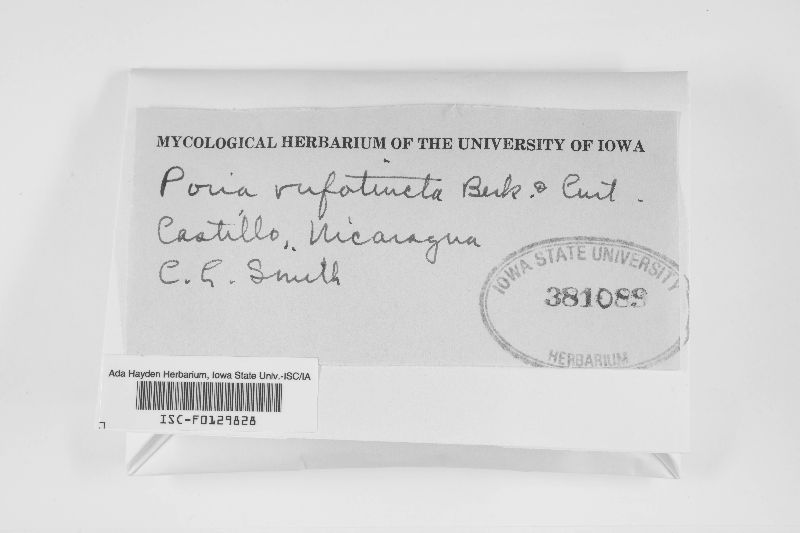 MYCOLOGICAL HERBARIUM OF THE UNIVERSITY OF IOWA
Poria rufotincta Berk. & Curt.
Castillo, Nicaragua
C. L. Smith
IOWA STATE UNIVERSITY
381089
HERBARIUM
Ada Hayden Herbarium, Iowa State Univ.-ISC/IA
ISC-F0129828